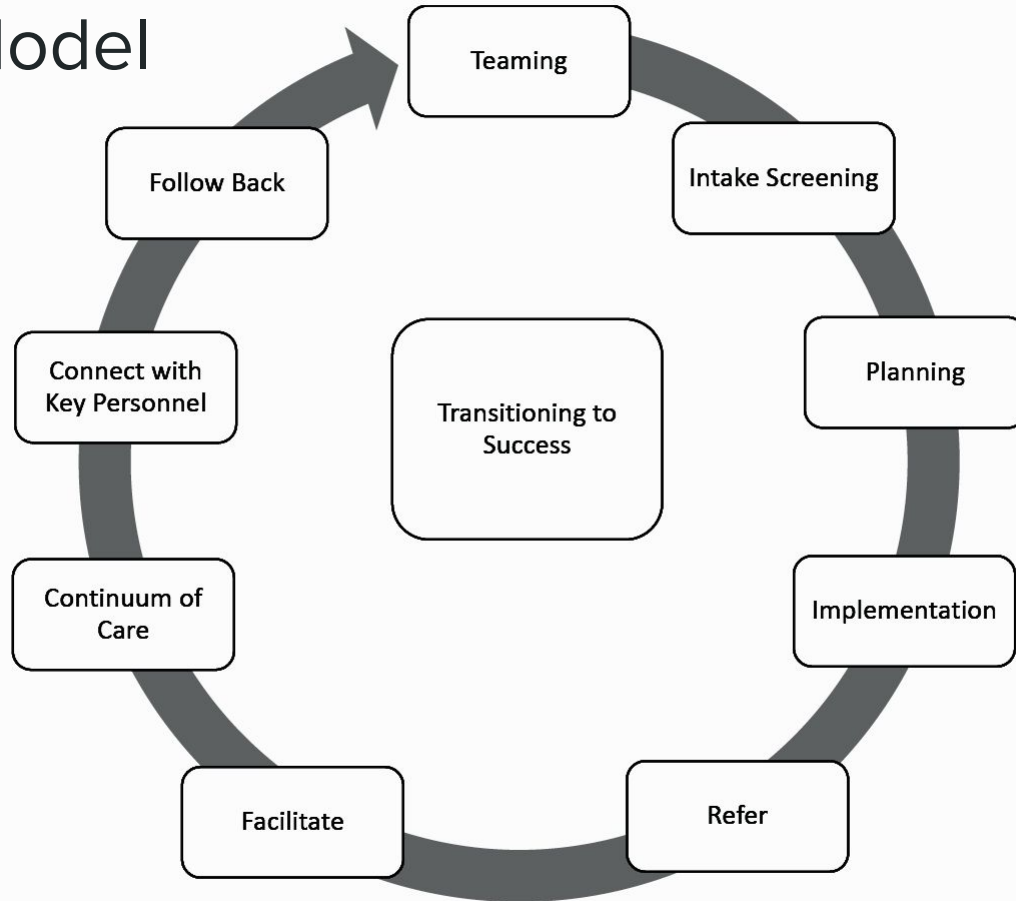 Model
Teaming
Intake Screening
Planning
Implementation
Refer
Facilitate
Continuum of
Care
Connect with
Key Personnel
Follow Back
Transitioning to
Success